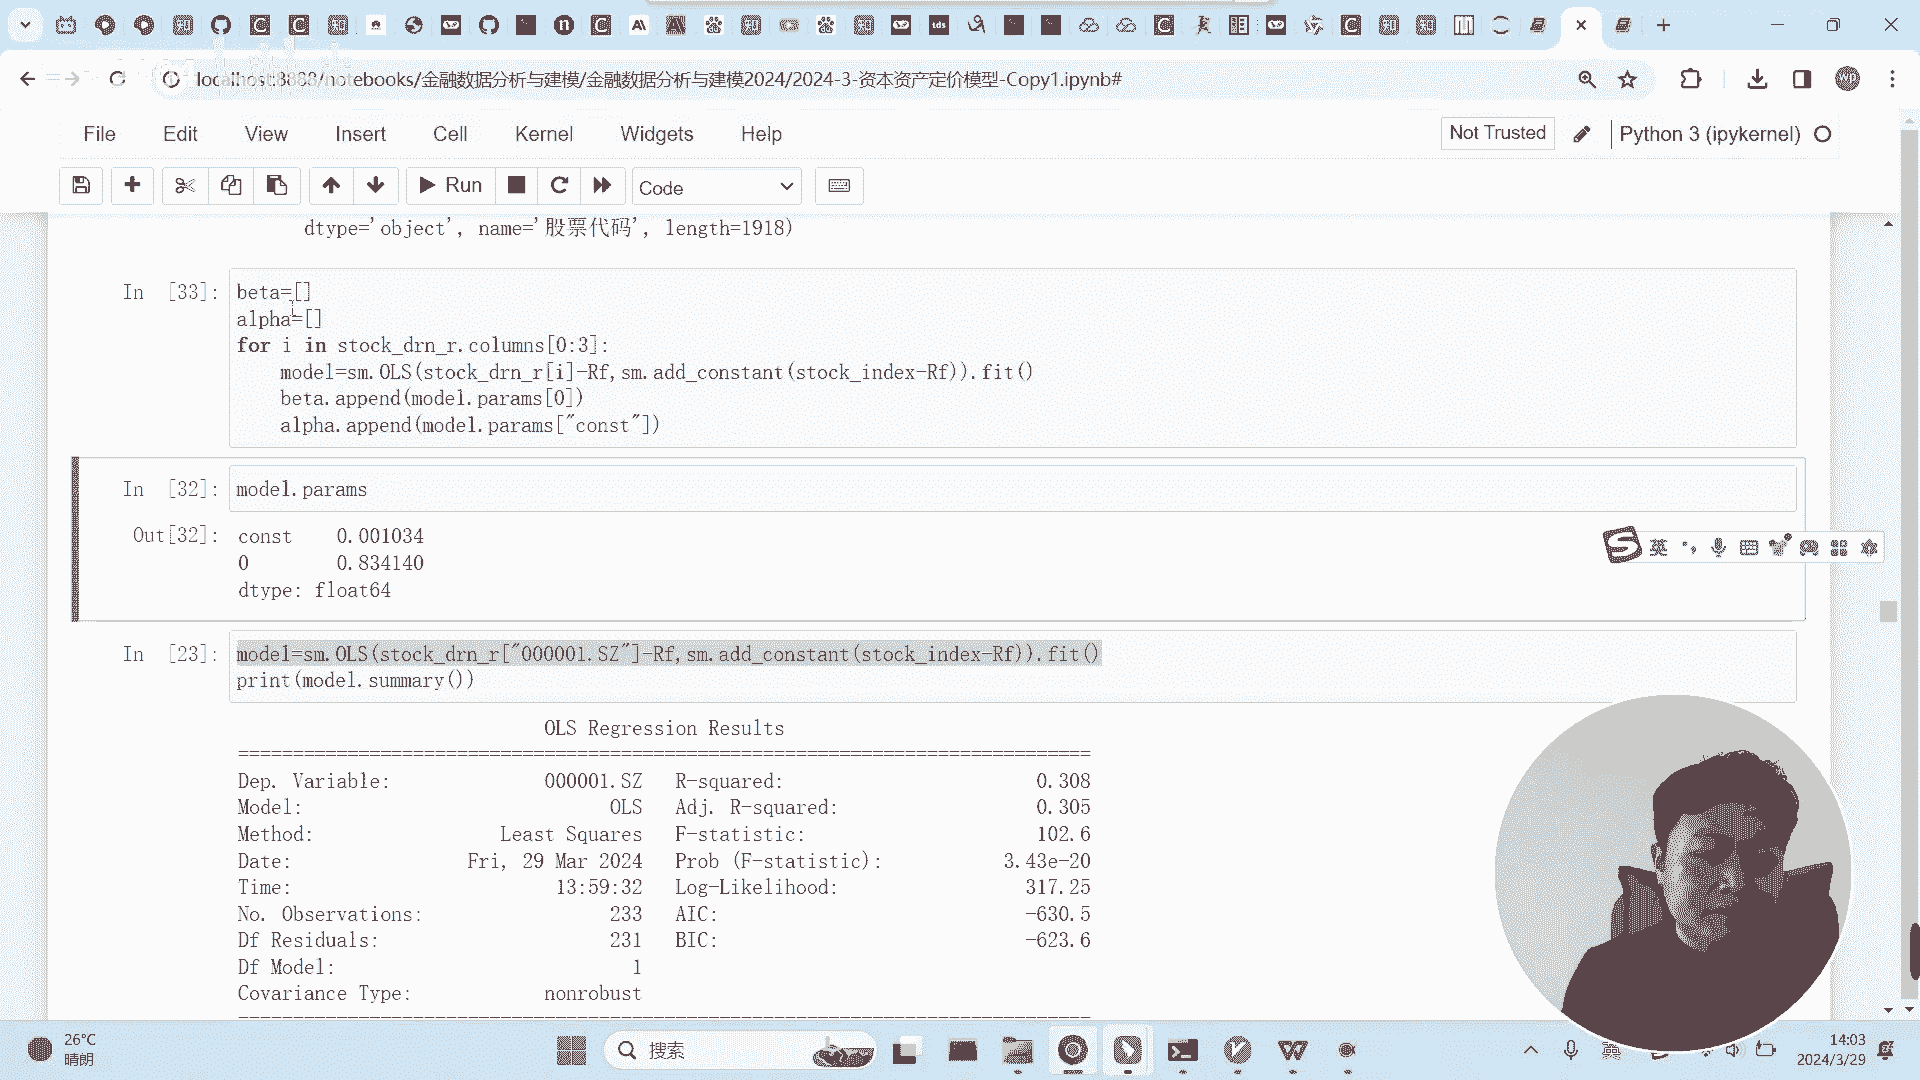 localhost:8888/notebooks/金融数据分析与建模/金融数据分析与建模2024/2024-3-资本资产定价模型-Copy1.ipynb#
File Edit View Insert Cell Kernel Widgets Help Not Trusted Python 3 (ipykernel)
Run Code
dtype='object', name='股票代码', length=1918)
In [33]: beta=[]
alpha=[]
for i in stock_drn_r.columns[0:3]:
model=sm.OLS(stock_drn_r[i]-Rf,sm.add_constant(stock_index-Rf)).fit()
beta.append(model.params[0])
alpha.append(model.params["const"])
In [32]: model.params
Out[32]: const 0.001034
0 0.834140
dtype: float64
英
In [23]: model=sm.OLS(stock_drn_r["000001.SZ"]-Rf,sm.add_constant(stock_index-Rf)).fit()
print(model.summary())
OLS Regression Results
==============================================================================
Dep. Variable: 000001.SZ R-squared: 0.308
Model: OLS Adj. R-squared: 0.305
Method: Least Squares F-statistic: 102.6
Date: Fri, 29 Mar 2024 Prob (F-statistic): 3.43e-20
Time: 13:59:32 Log-Likelihood: 317.25
No. Observations: 233 AIC: -630.5
Df Residuals: 231 BIC: -623.6
Df Model: 1
Covariance Type: nonrobust
==============================================================================
26°C
晴朗
搜索
英
14:03
2024/3/29